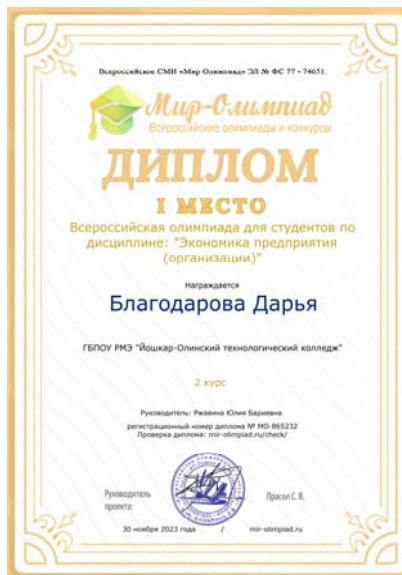 Всероссийское СМИ «Мир Олимпиад» ЭЛ № ФС 77 - 74651.
Мир-Олимпиад
Всероссийские олимпиады и конкурсы
ДИПЛОМ
I МЕСТО
Всероссийская олимпиада для студентов по
дисциплине: "Экономика предприятия
(организации)"
Награждается
Благодарова Дарья
ГБПОУ РМЭ "Йошкар-Олинский технологический колледж"
2 курс
Руководитель: Ржавина Юлия Бариевна
регистрационный номер диплома № МО-865232
Проверка диплома: mir-olimpiad.ru/check/
Руководитель
проекта:
Прасол С. В.
30 ноября 2023 года / mir-olimpiad.ru